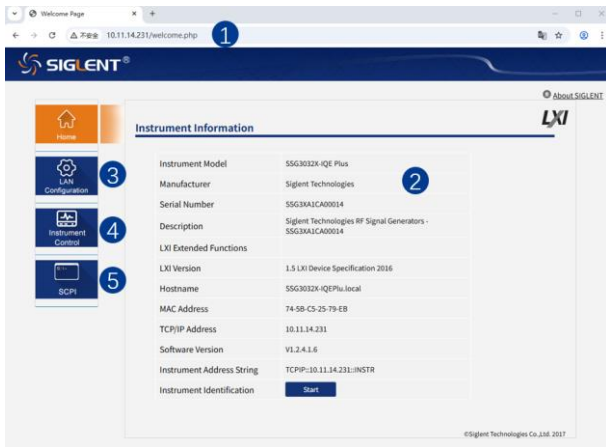 Welcome Page
不安全 10.11.14.231/welcome.php
1
SIGLENT®
About SIGLENT
LXI
Home
Instrument Information
LAN
Configuration
3
Instrument
Control
4
SCPI
5
2
Instrument Model SSG3032X-IQE Plus
Manufacturer Siglent Technologies
Serial Number SSG3XA1CA00014
Description Siglent Technologies RF Signal Generators -
SSG3XA1CA00014
LXI Extended Functions
LXI Version 1.5 LXI Device Specification 2016
Hostname SSG3032X-IQEPlu.local
MAC Address 74-5B-C5-25-79-EB
TCP/IP Address 10.11.14.231
Software Version V1.2.4.1.6
Instrument Address String TCPIP::10.11.14.231::INSTR
Instrument Identification Start
©Siglent Technologies Co.,Ltd. 2017